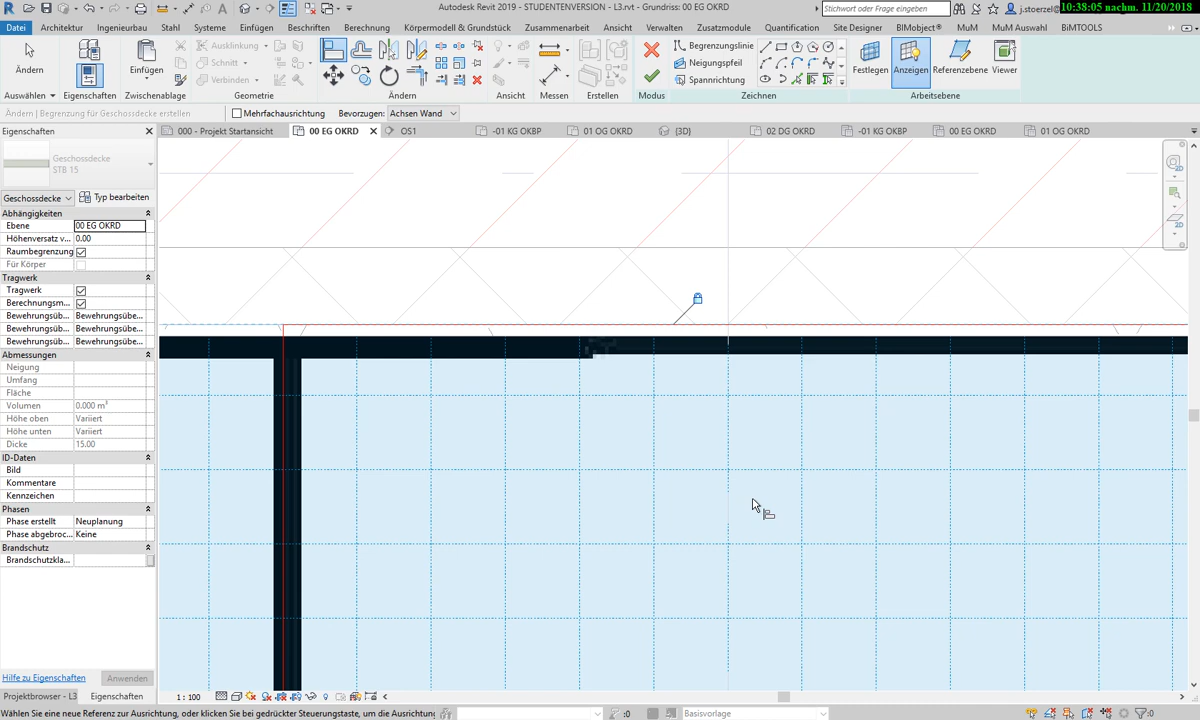 Autodesk Revit 2019 - STUDENTENVERSION - L3.rvt - Grundriss: 00 EG OKRD
Stichwort oder Frage eingeben
j.stoerzel
10:38:05 nachm. 11/20/2018
Datei Architektur Ingenieurbau Stahl Systeme Einfügen Beschriften Berechnung Körpermodell & Grundstück Zusammenarbeit Ansicht Verwalten Zusatzmodule Quantification Site Designer BIMobject® MuM MuM Auswahl BiMTOOLS
Ändern
Eigenschaften
Einfügen
Ausklinkung
Schnitt
Verbinden
Begrenzungslinie
Neigungspfeil
Spannrichtung
Festlegen Anzeigen Referenzebene Viewer
Auswählen Eigenschaften Zwischenablage Geometrie Ändern Ansicht Messen Erstellen Modus Zeichnen Arbeitsebene
Ändern | Begrenzung für Geschossdecke erstellen
Mehrfachausrichtung Bevorzugen: Achsen Wand
Eigenschaften
000 - Projekt Startansicht 00 EG OKRD OS1 -01 KG OKBP 01 OG OKRD {3D} 02 DG OKRD -01 KG OKBP 00 EG OKRD 01 OG OKRD
Geschossdecke
STB 15
Geschossdecke Typ bearbeiten
Abhängigkeiten
Ebene 00 EG OKRD
Höhenversatz v... 0.00
Raumbegrenzung
Für Körper
Tragwerk
Tragwerk
Berechnungsm...
Bewehrungsüb... Bewehrungsübe...
Bewehrungsüb... Bewehrungsübe...
Bewehrungsüb... Bewehrungsübe...
Abmessungen
Neigung
Umfang
Fläche
Volumen 0.000 m³
Höhe oben Variiert
Höhe unten Variiert
Dicke 15.00
ID-Daten
Bild
Kommentare
Kennzeichen
Phasen
Phase erstellt Neuplanung
Phase abgebroc... Keine
Brandschutz
Brandschutzkla...
Hilfe zu Eigenschaften Anwenden
Projektbrowser - L3 Eigenschaften
1 : 100
Wählen Sie eine neue Referenz zur Ausrichtung, oder klicken Sie bei gedrückter Steuerungstaste, um die Ausrichtung
:0
Basisvorlage
:0
2D
2D